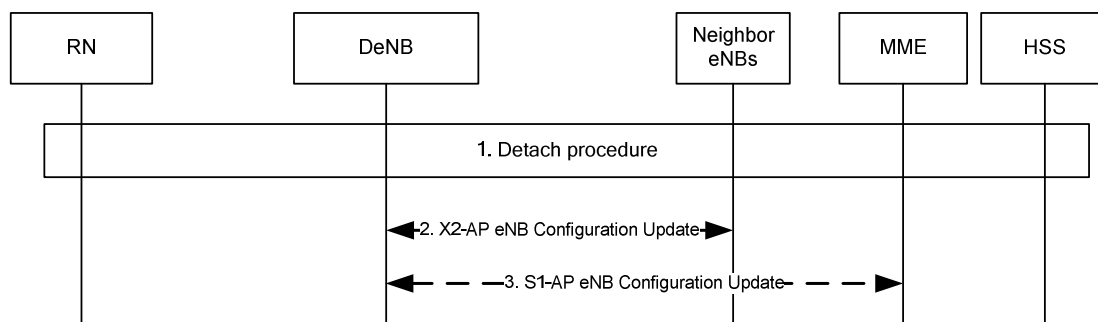 RN
DeNB
Neighbor
eNBs
MME
HSS
1. Detach procedure
2. X2-AP eNB Configuration Update
3. S1-AP eNB Configuration Update